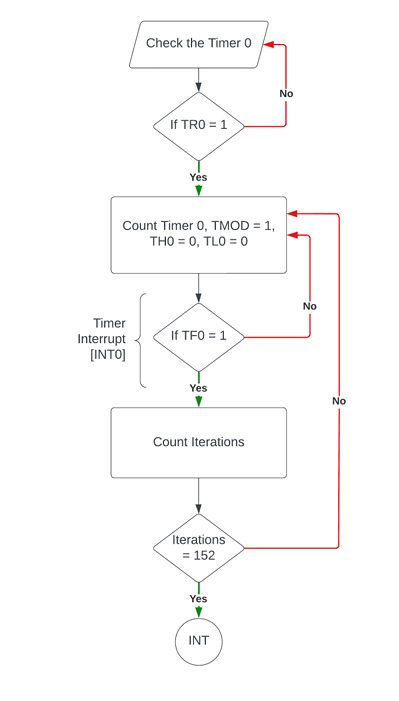 Check the Timer 0
No
If TR0 = 1
Yes
Count Timer 0, TMOD = 1,
TH0 = 0, TL0 = 0
No
Timer
Interrupt
[INT0]
If TF0 = 1
Yes
No
Count Iterations
Iterations
= 152
Yes
INT